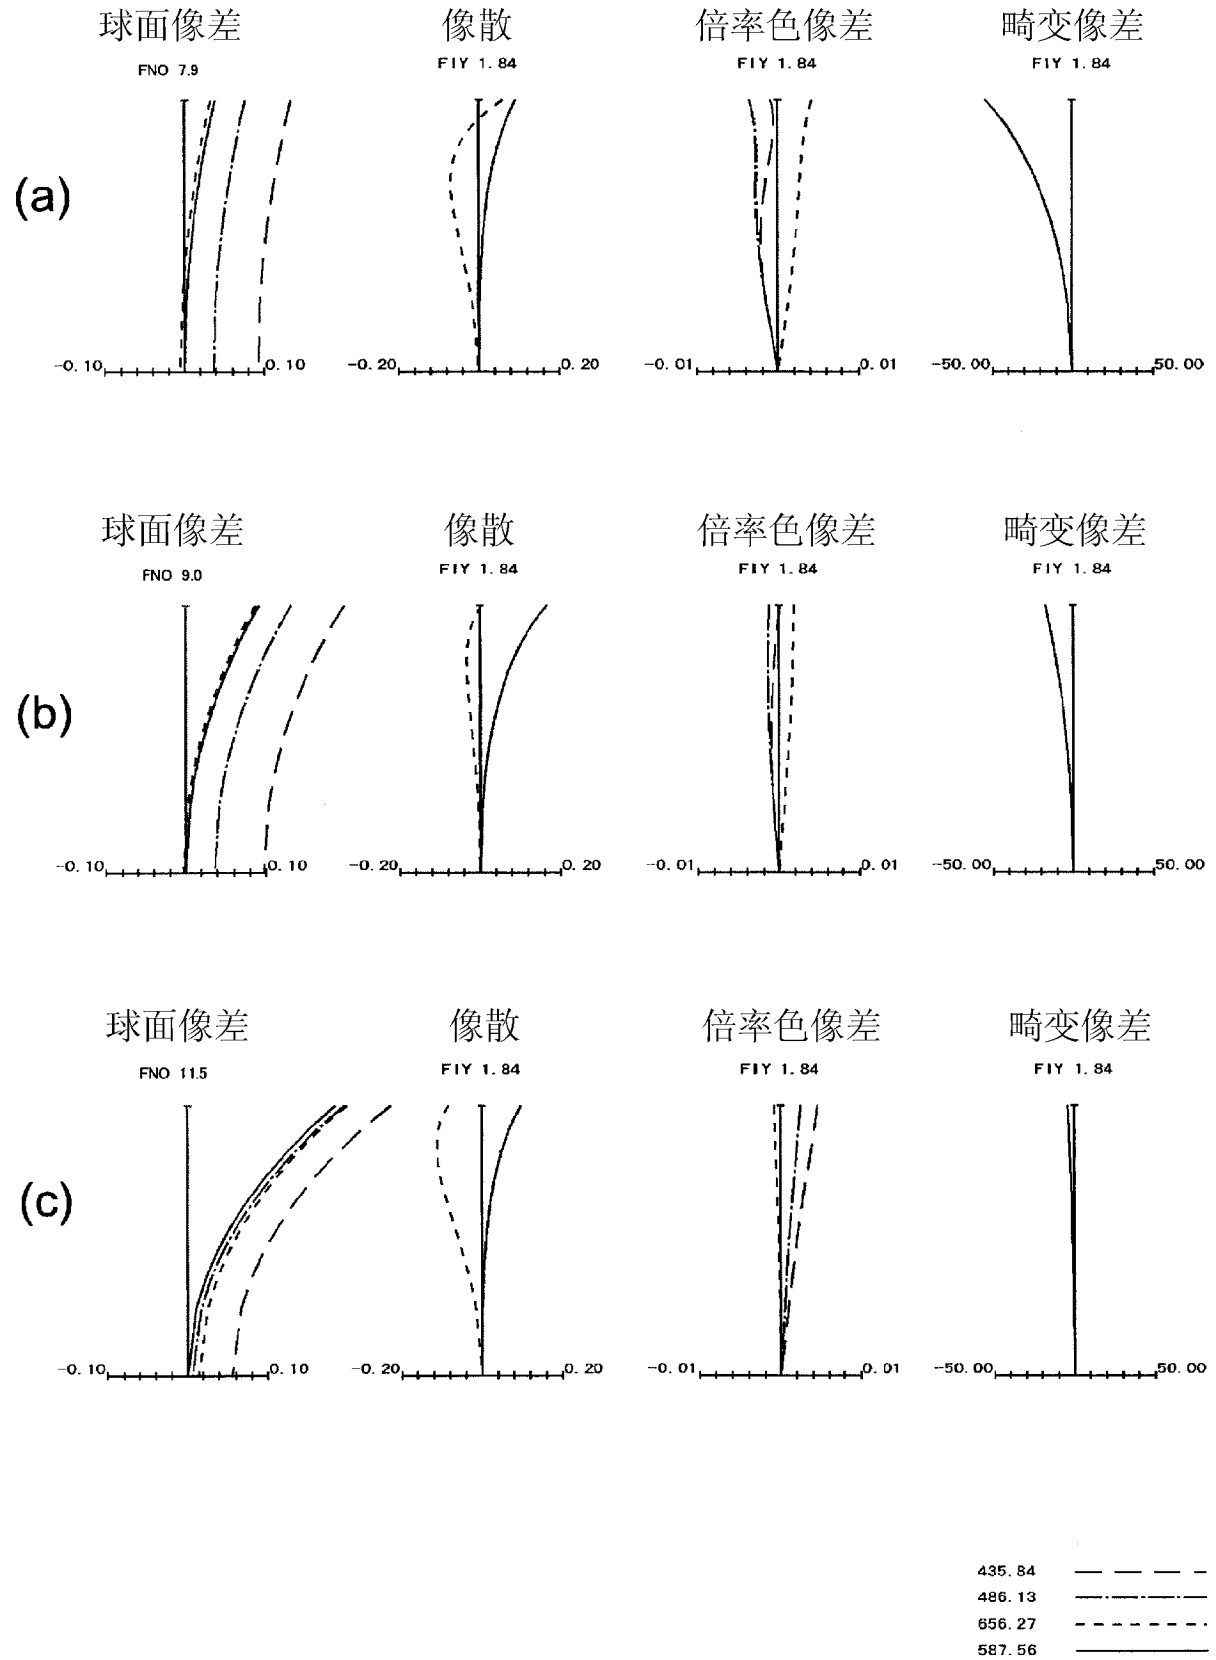 球面像差 像散 倍率色像差 畸变像差
FNO 7.9 FIY 1.84 FIY 1.84 FIY 1.84
(a)
-0.10 0.10 -0.20 0.20 -0.01 0.01 -50.00 50.00
球面像差 像散 倍率色像差 畸变像差
FNO 9.0 FIY 1.84 FIY 1.84 FIY 1.84
(b)
-0.10 0.10 -0.20 0.20 -0.01 0.01 -50.00 50.00
球面像差 像散 倍率色像差 畸变像差
FNO 11.5 FIY 1.84 FIY 1.84 FIY 1.84
(c)
-0.10 0.10 -0.20 0.20 -0.01 0.01 -50.00 50.00
435.84
486.13
656.27
587.56